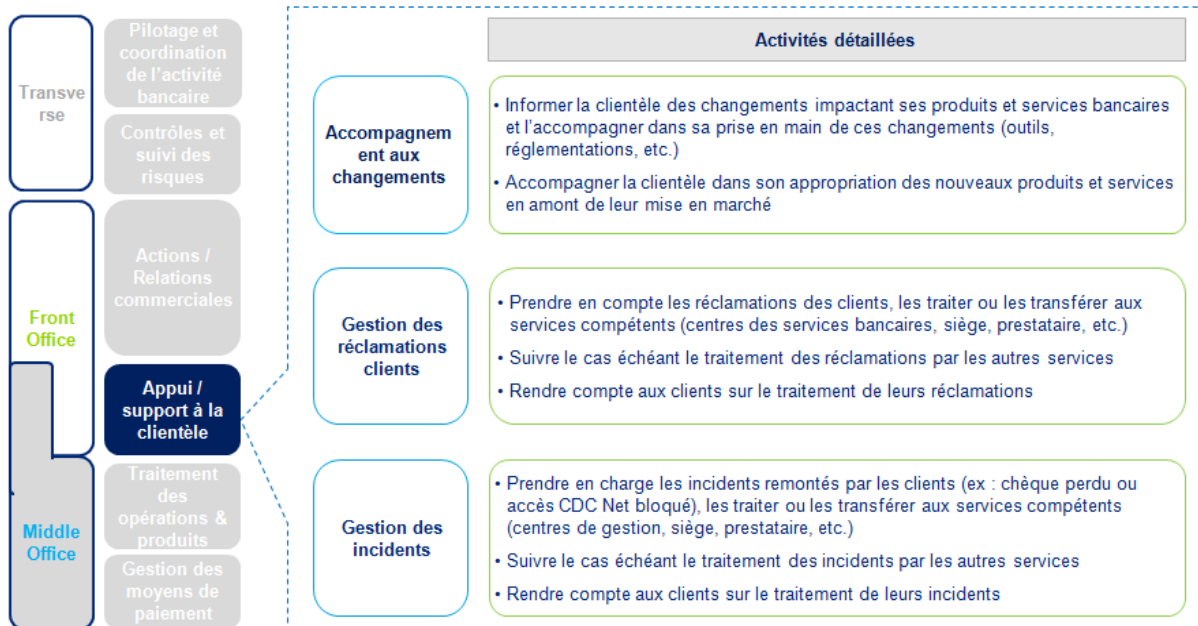 Transve
rse
Front
Office
Middle
Office
Pilotage et
coordination
de l'activité
bancaire
Contrôles et
suivi des
risques
Actions /
Relations
commerciales
Appui /
support à la
clientèle
Traitement
des
opérations &
produits
Gestion des
moyens de
paiement
Activités détaillées
Accompagnem
ent aux
changements
• Informer la clientèle des changements impactant ses produits et services bancaires
et l'accompagner dans sa prise en main de ces changements (outils,
réglementations, etc.)
• Accompagner la clientèle dans son appropriation des nouveaux produits et services
en amont de leur mise en marché
Gestion des
réclamations
clients
• Prendre en compte les réclamations des clients, les traiter ou les transférer aux
services compétents (centres des services bancaires, siège, prestataire, etc.)
• Suivre le cas échéant le traitement des réclamations par les autres services
• Rendre compte aux clients sur le traitement de leurs réclamations
Gestion des
incidents
• Prendre en charge les incidents remontés par les clients (ex : chèque perdu ou
accès CDC Net bloqué), les traiter ou les transférer aux services compétents
(centres de gestion, siège, prestataire, etc.)
• Suivre le cas échéant le traitement des incidents par les autres services
• Rendre compte aux clients sur le traitement de leurs incidents